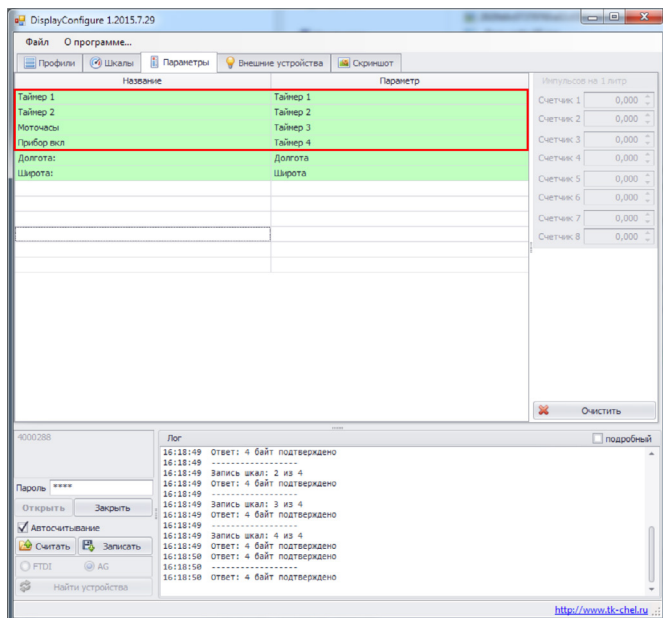 DisplayConfigure 1.2015.7.29
Файл О программе...
Профили Шкалы Параметры Внешние устройства Скриншот
Название Параметр
Тайнер 1 Тайнер 1
Тайнер 2 Тайнер 2
Моточасы Тайнер 3
Прибор вкл Тайнер 4
Долгота: Долгота
Широта: Широта
Импульсов на 1 литр
Счетчик 1 0,000
Счетчик 2 0,000
Счетчик 3 0,000
Счетчик 4 0,000
Счетчик 5 0,000
Счетчик 6 0,000
Счетчик 7 0,000
Счетчик 8 0,000
Очистить
4000288
Пароль ****
Открыть Закрыть
Автосчитывание
Считать Записать
FTDI AG
Найти устройства
Лог подробный
16:18:49 Ответ: 4 байт подтверждено
16:18:49 ------------------
16:18:49 Запись шкал: 2 из 4
16:18:49 Ответ: 4 байт подтверждено
16:18:49 ------------------
16:18:49 Запись шкал: 3 из 4
16:18:49 Ответ: 4 байт подтверждено
16:18:49 ------------------
16:18:49 Запись шкал: 4 из 4
16:18:49 Ответ: 4 байт подтверждено
16:18:50 Ответ: 4 байт подтверждено
16:18:50 ------------------
16:18:50 Ответ: 4 байт подтверждено
http://www.tk-chel.ru